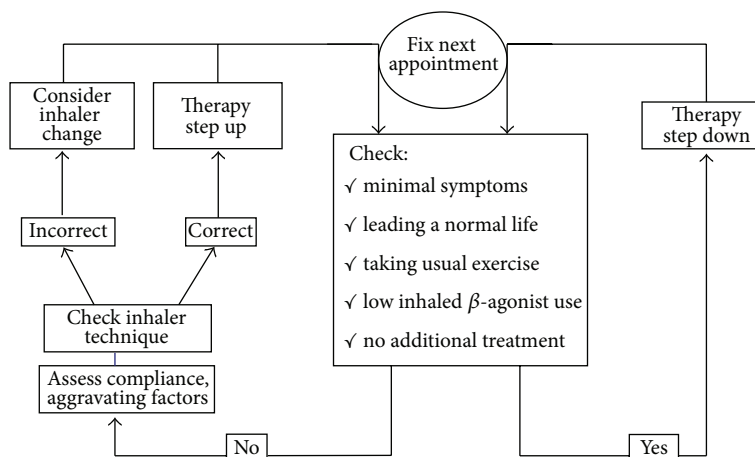 Fix next
appointment
Consider
inhaler
change
Therapy
step up
Therapy
step down
Check:
✓ minimal symptoms
✓ leading a normal life
✓ taking usual exercise
✓ low inhaled β-agonist use
✓ no additional treatment
Incorrect
Correct
Check inhaler
technique
Assess compliance,
aggravating factors
No
Yes